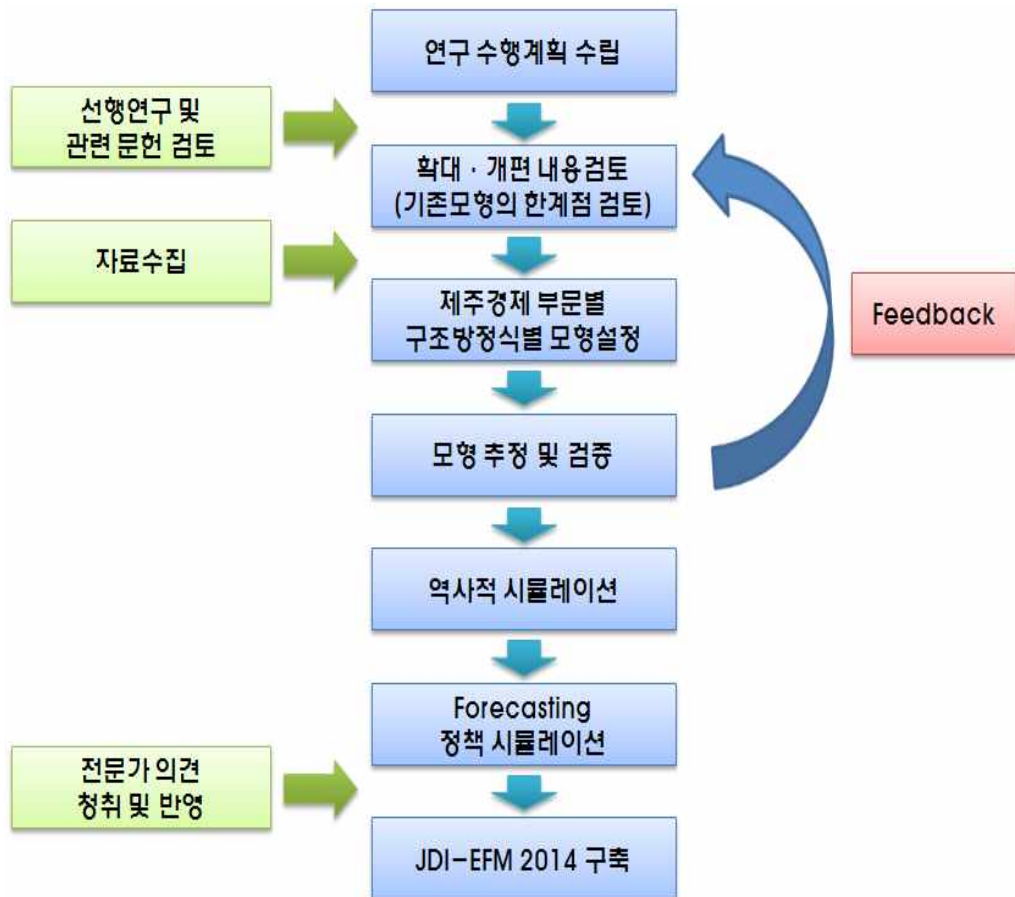 연구 수행계획 수립
선행연구 및
관련 문헌 검토
확대 · 개편 내용검토
(기존모형의 한계점 검토)
자료수집
제주경제 부문별
구조방정식별 모형설정
Feedback
모형 추정 및 검증
역사적 시뮬레이션
Forecasting
정책 시뮬레이션
전문가 의견
청취 및 반영
JDI-EFM 2014 구축